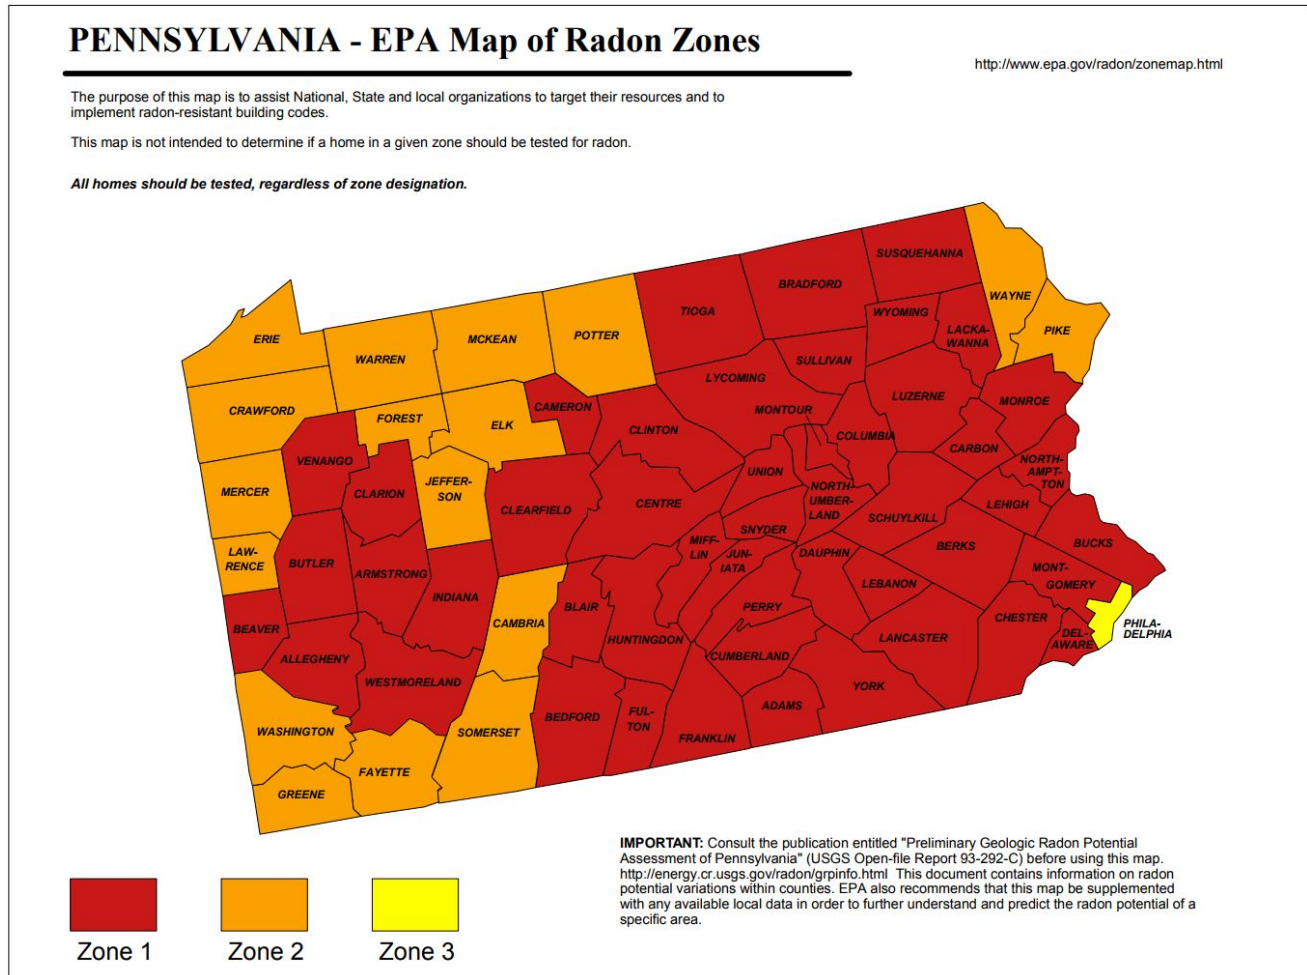 PENNSYLVANIA - EPA Map of Radon Zones
http://www.epa.gov/radon/zonemap.html
The purpose of this map is to assist National, State and local organizations to target their resources and to
implement radon-resistant building codes.
This map is not intended to determine if a home in a given zone should be tested for radon.
All homes should be tested, regardless of zone designation.
SUSQUEHANNA
BRADFORD
WAYNE
TIOGA
WYOMING
PIKE
LACKA-
WANNA
ERIE
MCKEAN
POTTER
WARREN
SULLIVAN
LYCOMING
LUZERNE
MONROE
CRAWFORD
CAMERON
MONTOUR
FOREST
ELK
CLINTON
COLUMBIA
CARBON
VENANGO
NORTH-
AMPT-
TON
UNION
MERCER
CLARION
JEFFER-
SON
CLEARFIELD
CENTRE
NORTH-
UMBER-
LAND
LEHIGH
SCHUYLKILL
SNYDER
BUCKS
LAW-
RENCE
MIFF-
LIN
JUN-
IATA
DAUPHIN
BERKS
BUTLER
ARMSTRONG
MONT-
GOMERY
LEBANON
INDIANA
BLAIR
PERRY
CHESTER
CAMBRIA
BEAVER
PHILA-
DELPHIA
HUNTINGDON
LANCASTER
DEL-
AWARE
ALLEGHENY
CUMBERLAND
WESTMORELAND
YORK
ADAMS
BEDFORD
FUL-
TON
WASHINGTON
SOMERSET
FRANKLIN
FAYETTE
GREENE
IMPORTANT: Consult the publication entitled "Preliminary Geologic Radon Potential
Assessment of Pennsylvania" (USGS Open-file Report 93-292-C) before using this map.
http://energy.cr.usgs.gov/radon/grpinfo.html This document contains information on radon
potential variations within counties. EPA also recommends that this map be supplemented
with any available local data in order to further understand and predict the radon potential of a
specific area.
Zone 1
Zone 2
Zone 3